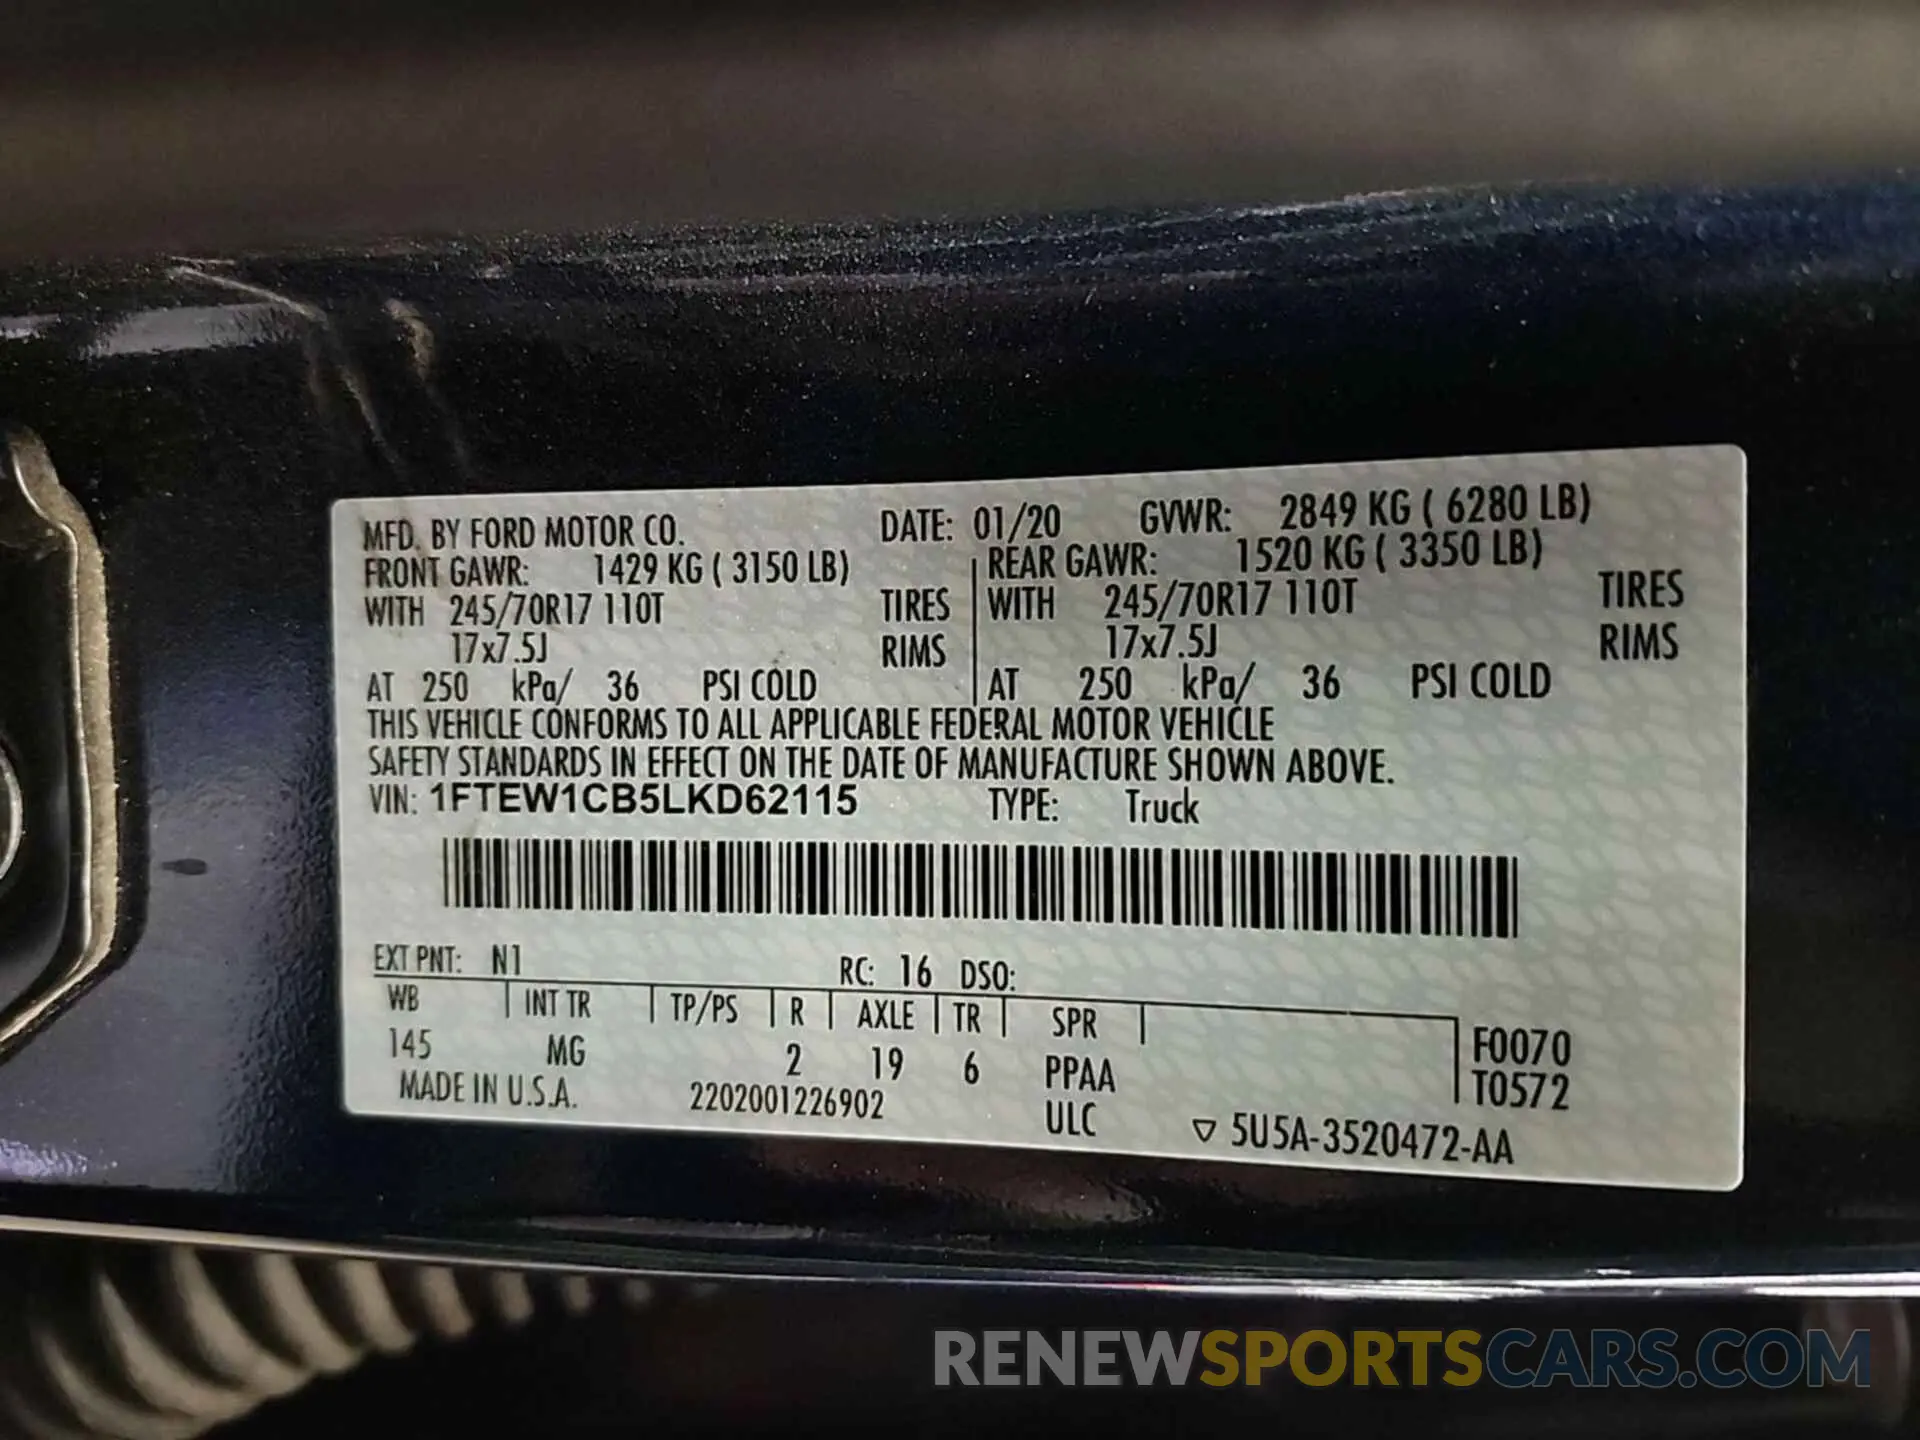 MFD. BY FORD MOTOR CO. DATE: 01/20 GVWR: 2849 KG ( 6280 LB)
FRONT GAWR: 1429 KG ( 3150 LB) REAR GAWR: 1520 KG ( 3350 LB)
WITH 245/70R17 110T TIRES WITH 245/70R17 110T TIRES
17x7.5J RIMS 17x7.5J RIMS
AT 250 kPa/ 36 PSI COLD AT 250 kPa/ 36 PSI COLD
THIS VEHICLE CONFORMS TO ALL APPLICABLE FEDERAL MOTOR VEHICLE
SAFETY STANDARDS IN EFFECT ON THE DATE OF MANUFACTURE SHOWN ABOVE.
VIN: 1FTEW1CB5LKD62115 TYPE: Truck
EXT PNT: N1 RC: 16 DSO:
WB INT TR TP/PS R AXLE TR SPR
145 MG 2 19 6 PPAA F0070
T0572
MADE IN U.S.A. 2202001226902 ULC ▽ 5U5A-3520472-AA
RENEWSPORTSCARS.COM